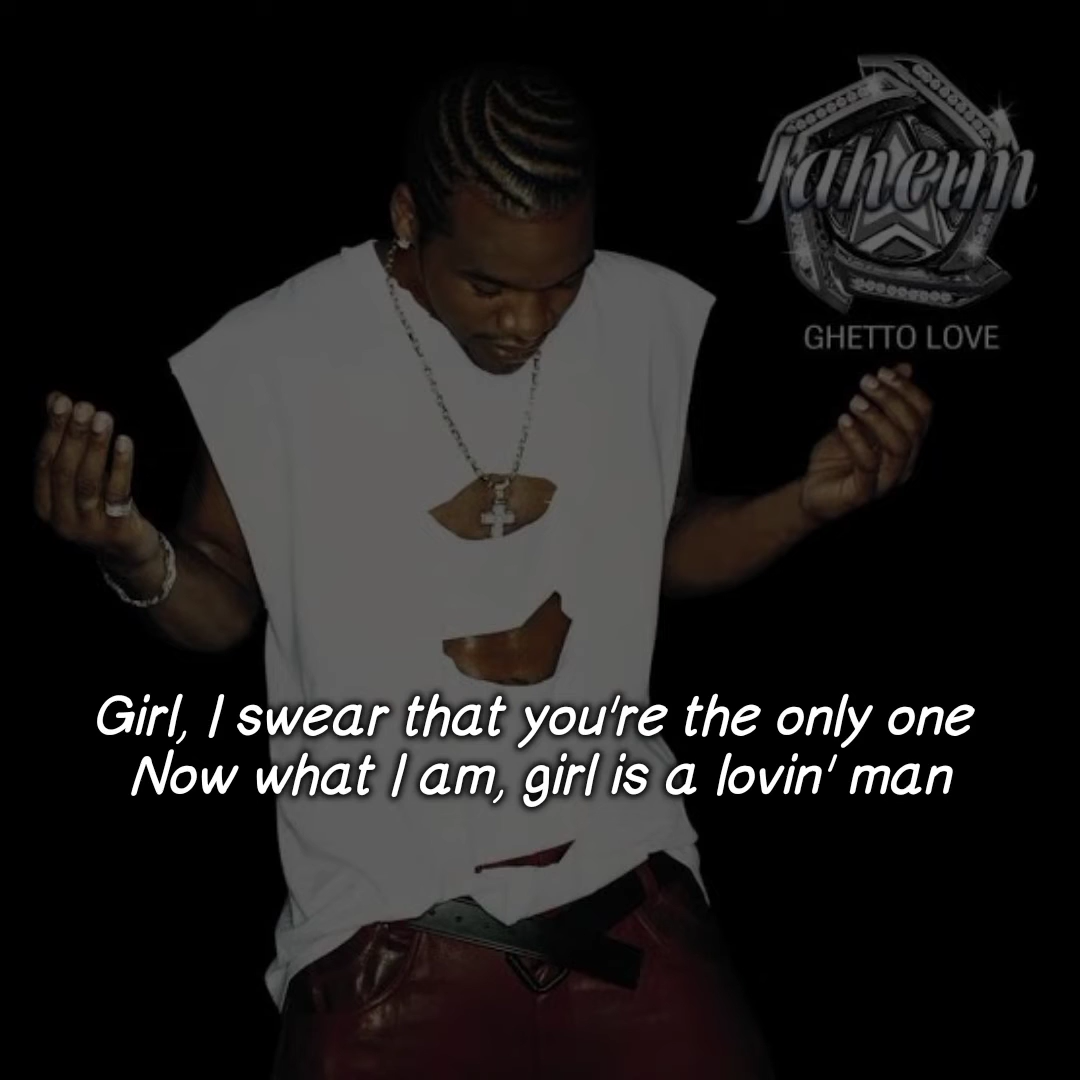 Jaheim
GHETTO LOVE
Girl, I swear that you're the only one
Now what I am, girl is a lovin' man